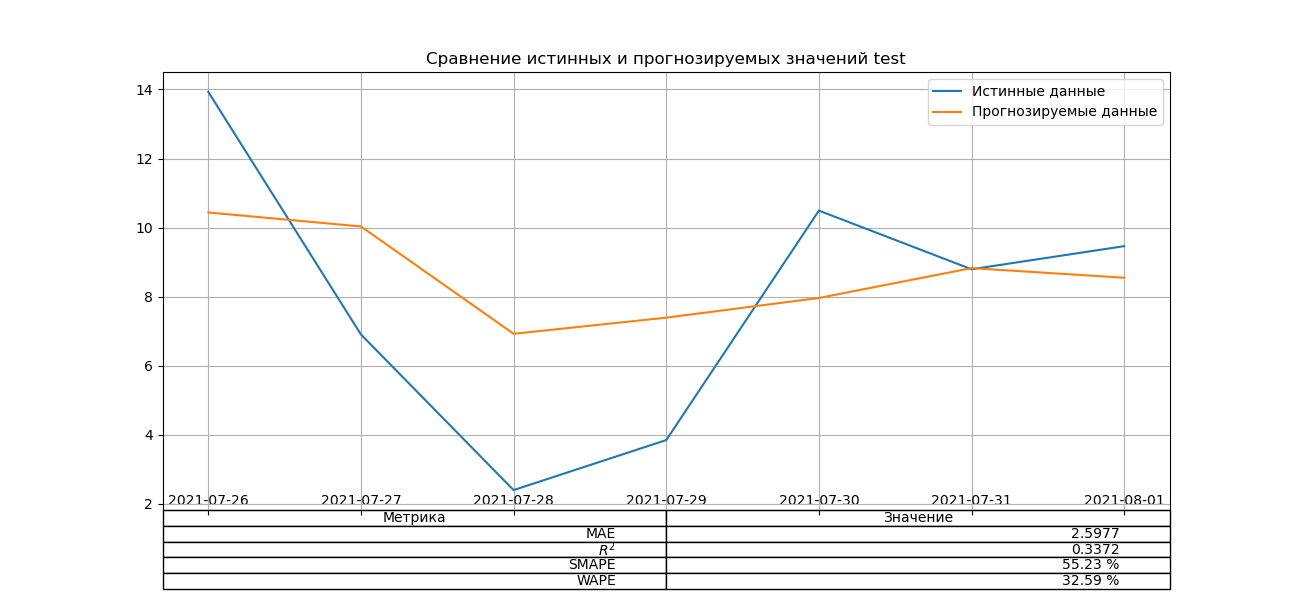 Сравнение истинных и прогнозируемых значений test
Истинные данные
Прогнозируемые данные
14
12
10
8
6
4
2
2021-07-26 2021-07-27 2021-07-28 2021-07-29 2021-07-30 2021-07-31 2021-08-01
Метрика Значение
MAE 2.5977
R² 0.3372
SMAPE 55.23 %
WAPE 32.59 %